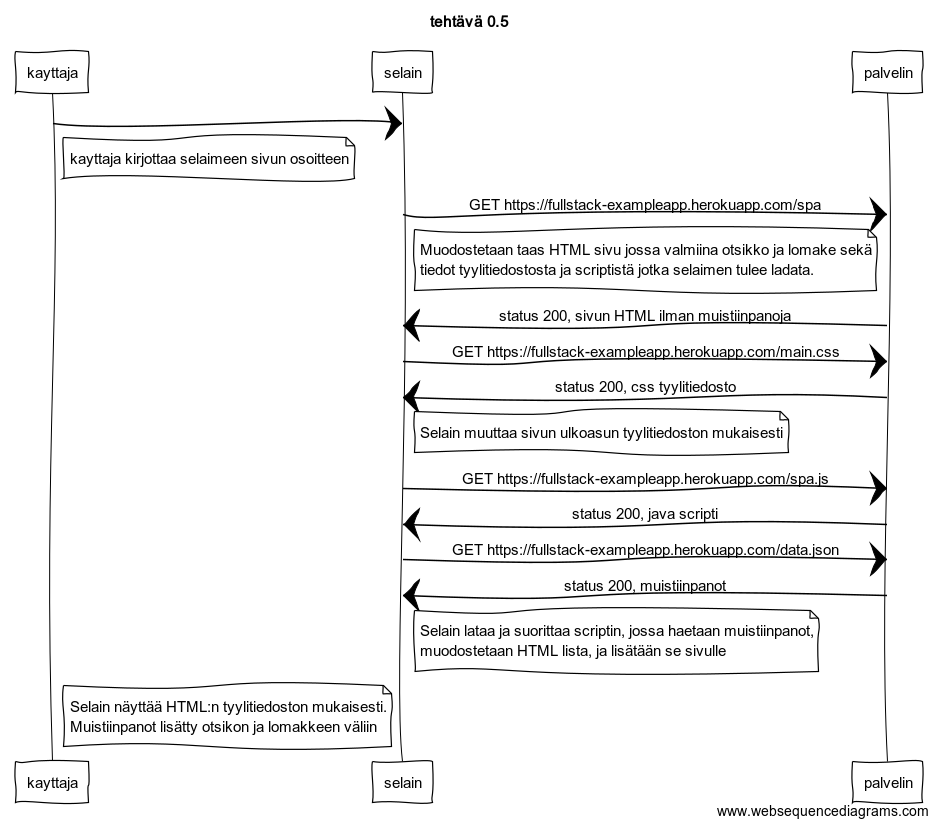 tehtävä 0.5
kayttaja
selain
palvelin
kayttaja kirjottaa selaimeen sivun osoitteen
GET https://fullstack-exampleapp.herokuapp.com/spa
Muodostetaan taas HTML sivu jossa valmiina otsikko ja lomake sekä
tiedot tyylitiedostosta ja scriptistä jotka selaimen tulee ladata.
status 200, sivun HTML ilman muistiinpanoja
GET https://fullstack-exampleapp.herokuapp.com/main.css
status 200, css tyylitiedosto
Selain muuttaa sivun ulkoasun tyylitiedoston mukaisesti
GET https://fullstack-exampleapp.herokuapp.com/spa.js
status 200, java scripti
GET https://fullstack-exampleapp.herokuapp.com/data.json
status 200, muistiinpanot
Selain lataa ja suorittaa scriptin, jossa haetaan muistiinpanot,
muodostetaan HTML lista, ja lisätään se sivulle
Selain näyttää HTML:n tyylitiedoston mukaisesti.
Muistiinpanot lisätty otsikon ja lomakkeen väliin
kayttaja
selain
palvelin
www.websequencediagrams.com